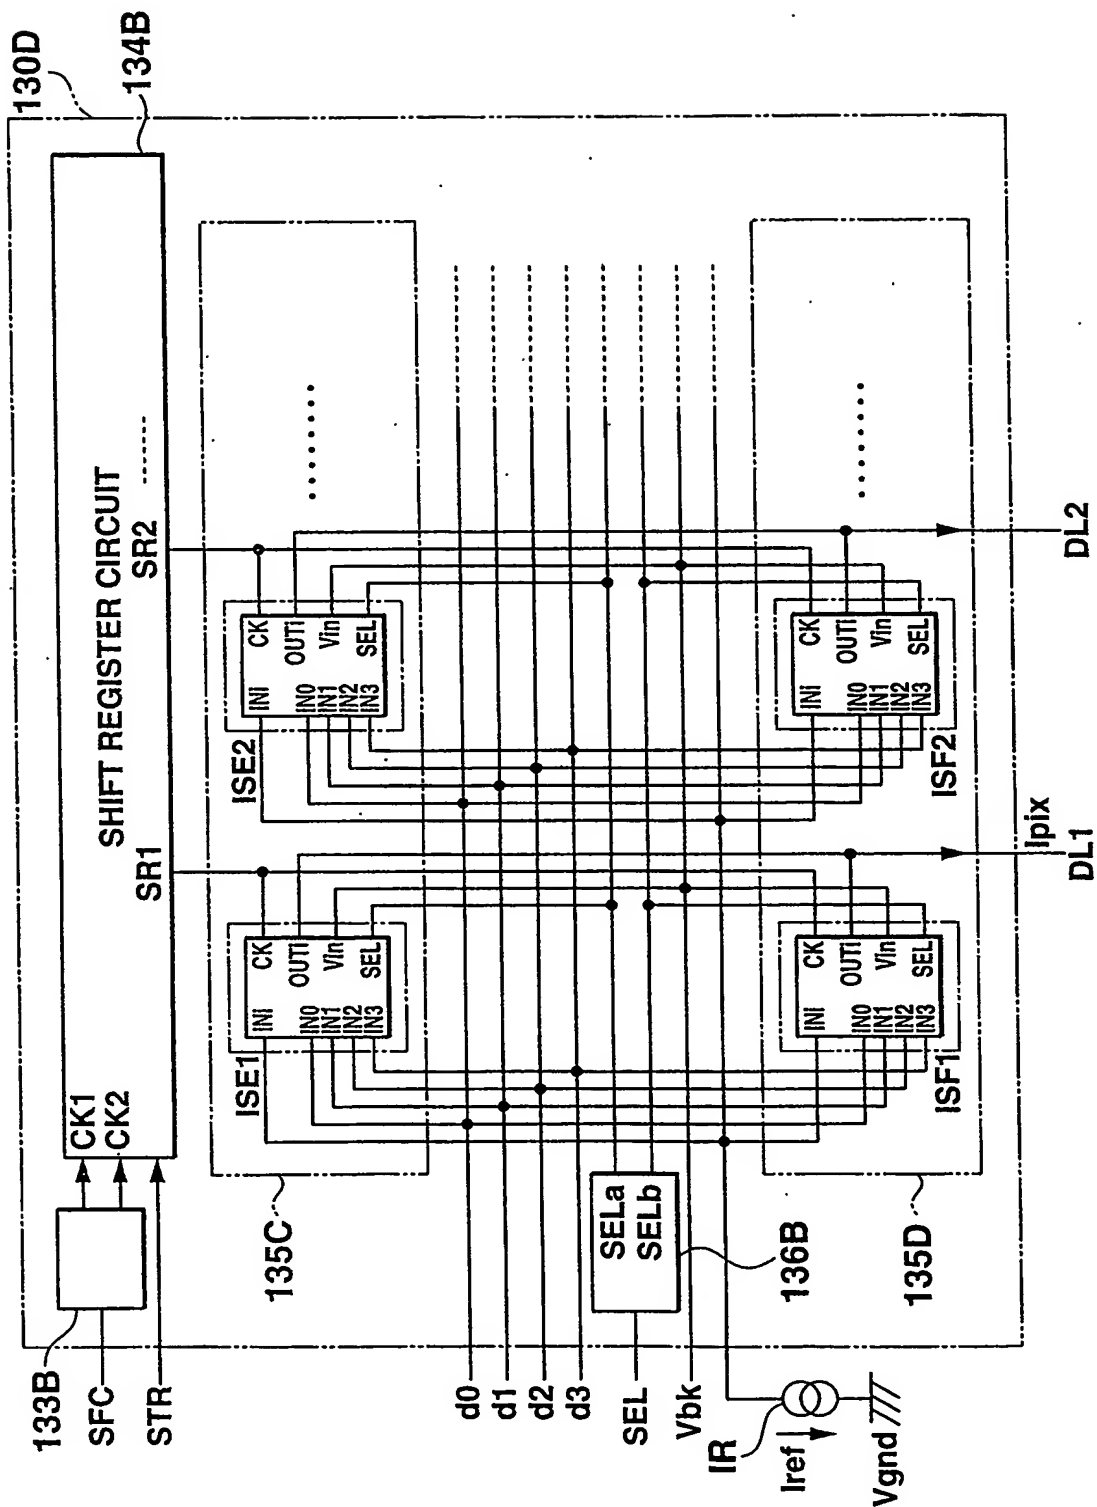 130D
134B
SHIFT REGISTER CIRCUIT
SR1
SR2
CK1
CK2
133B
SFC
STR
135C
ISE1
INi
IN0
IN1
IN2
IN3
CK
OUTi
Vin
SEL
ISE2
INi
IN0
IN1
IN2
IN3
CK
OUTi
Vin
SEL
d0
d1
d2
d3
SEL
SELa
SELb
136B
Vbk
IR
Iref
Vgnd
135D
ISF1
INi
IN0
IN1
IN2
IN3
CK
OUTi
Vin
SEL
ISF2
INi
IN0
IN1
IN2
IN3
CK
OUTi
Vin
SEL
Ipix
DL1
DL2